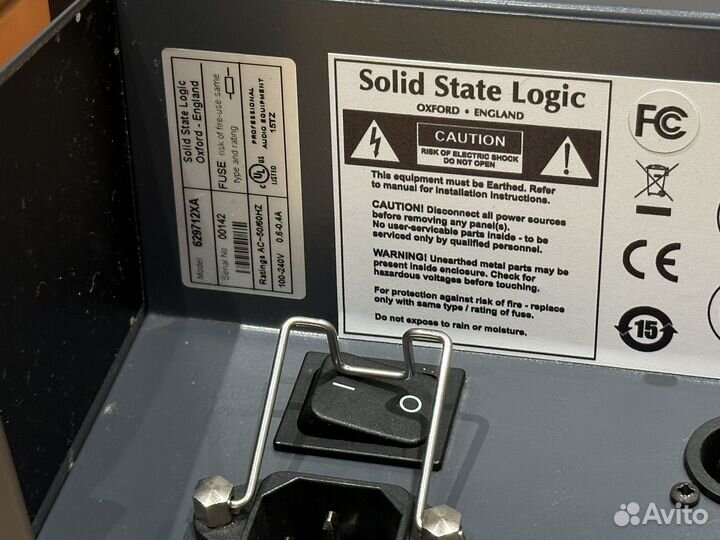 Solid State Logic
Oxford - England
FUSE risk of fire-use same
type and rating
PROFESSIONAL
AUDIO EQUIPMENT
15TZ
UL
c
US
LISTED
Model 629712XA
Serial No 00142
Ratings AC~50/60HZ
100-240V 0.6-0.4A
Solid State Logic
OXFORD • ENGLAND
CAUTION
RISK OF ELECTRIC SHOCK
DO NOT OPEN
This equipment must be Earthed. Refer
to manual for installation instructions.
CAUTION! Disconnect all power sources
before removing any panel(s).
No user-servicable parts inside - to be
serviced only by qualified personnel.
WARNING! Unearthed metal parts may be
present inside enclosure. Check for
hazardous voltages before touching.
For protection against risk of fire - replace
only with same type / rating of fuse.
Do not expose to rain or moisture.
FC
CE
15
I
O
Avito